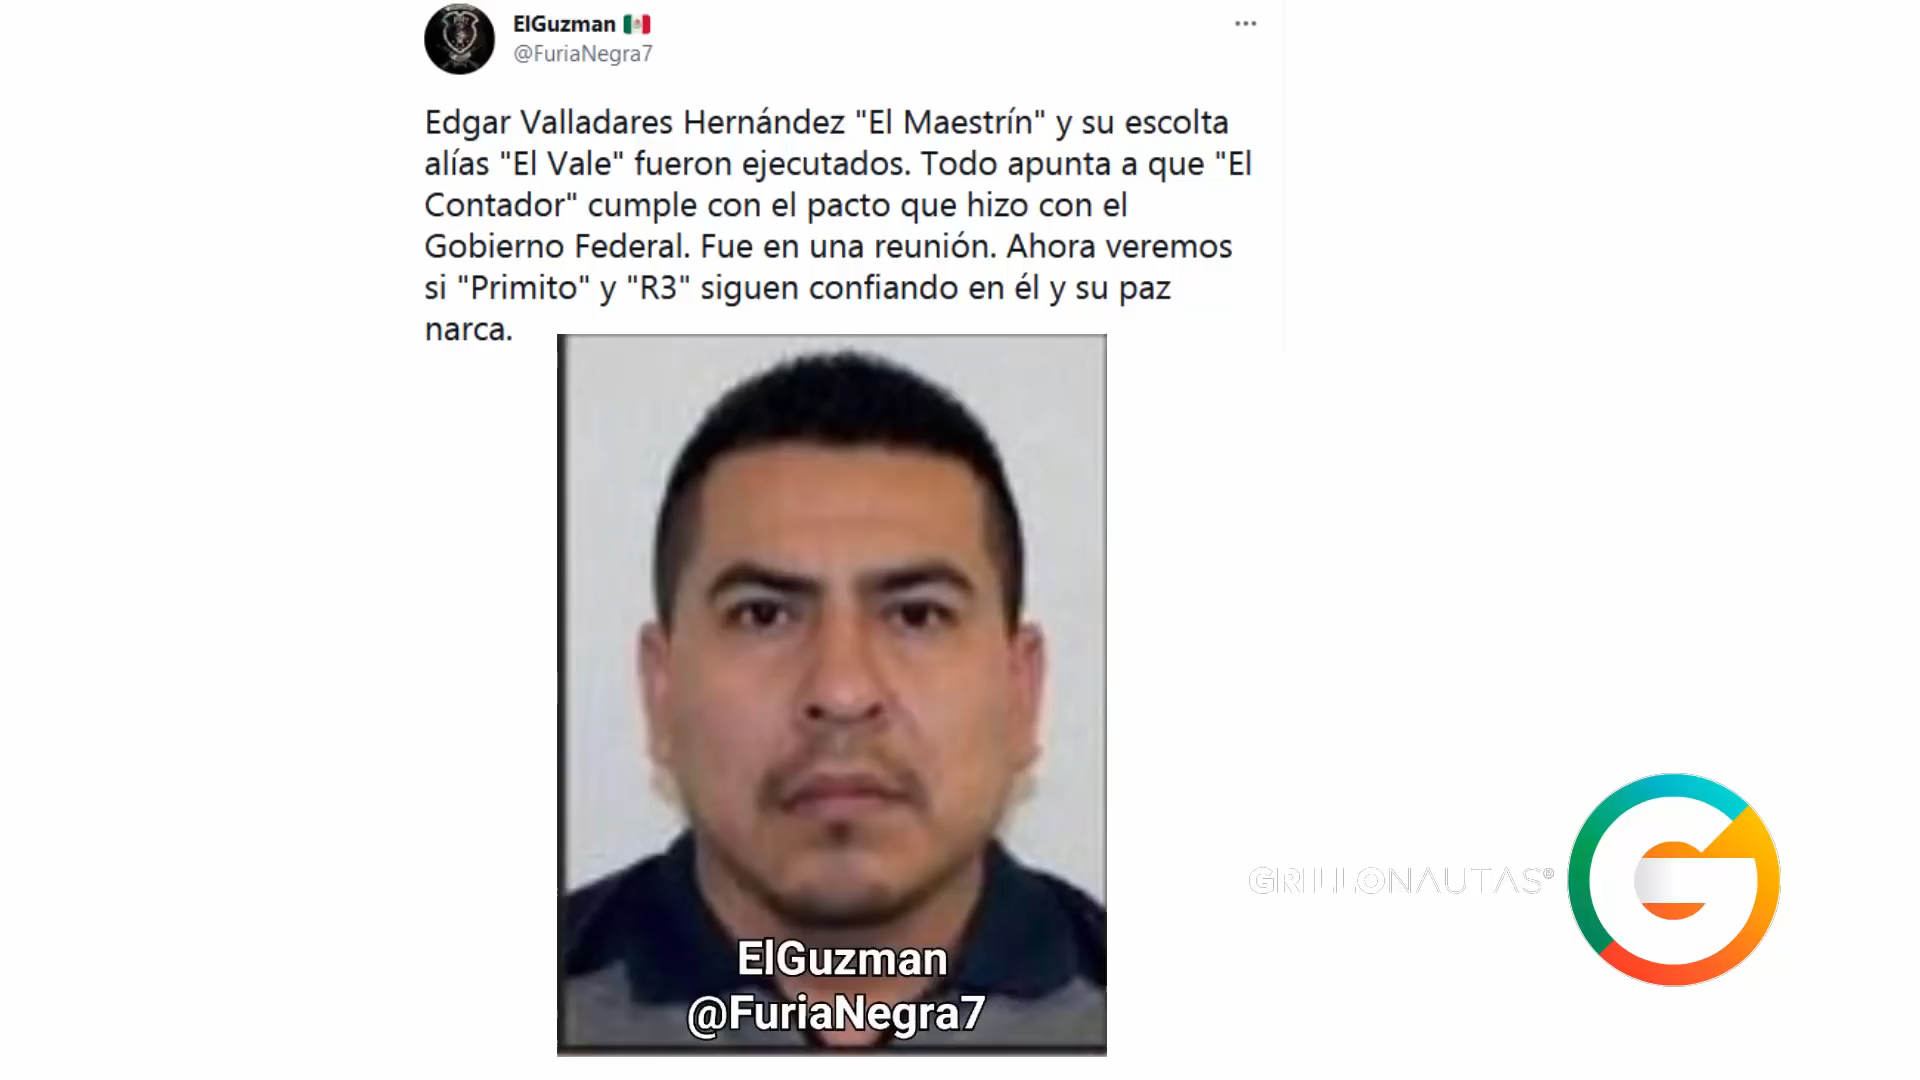 ElGuzman
@FuriaNegra7
Edgar Valladares Hernández "El Maestrín" y su escolta
alías "El Vale" fueron ejecutados. Todo apunta a que "El
Contador" cumple con el pacto que hizo con el
Gobierno Federal. Fue en una reunión. Ahora veremos
si "Primito" y "R3" siguen confiando en él y su paz
narca.
GRILLONAUTAS®
ElGuzman
@FuriaNegra7